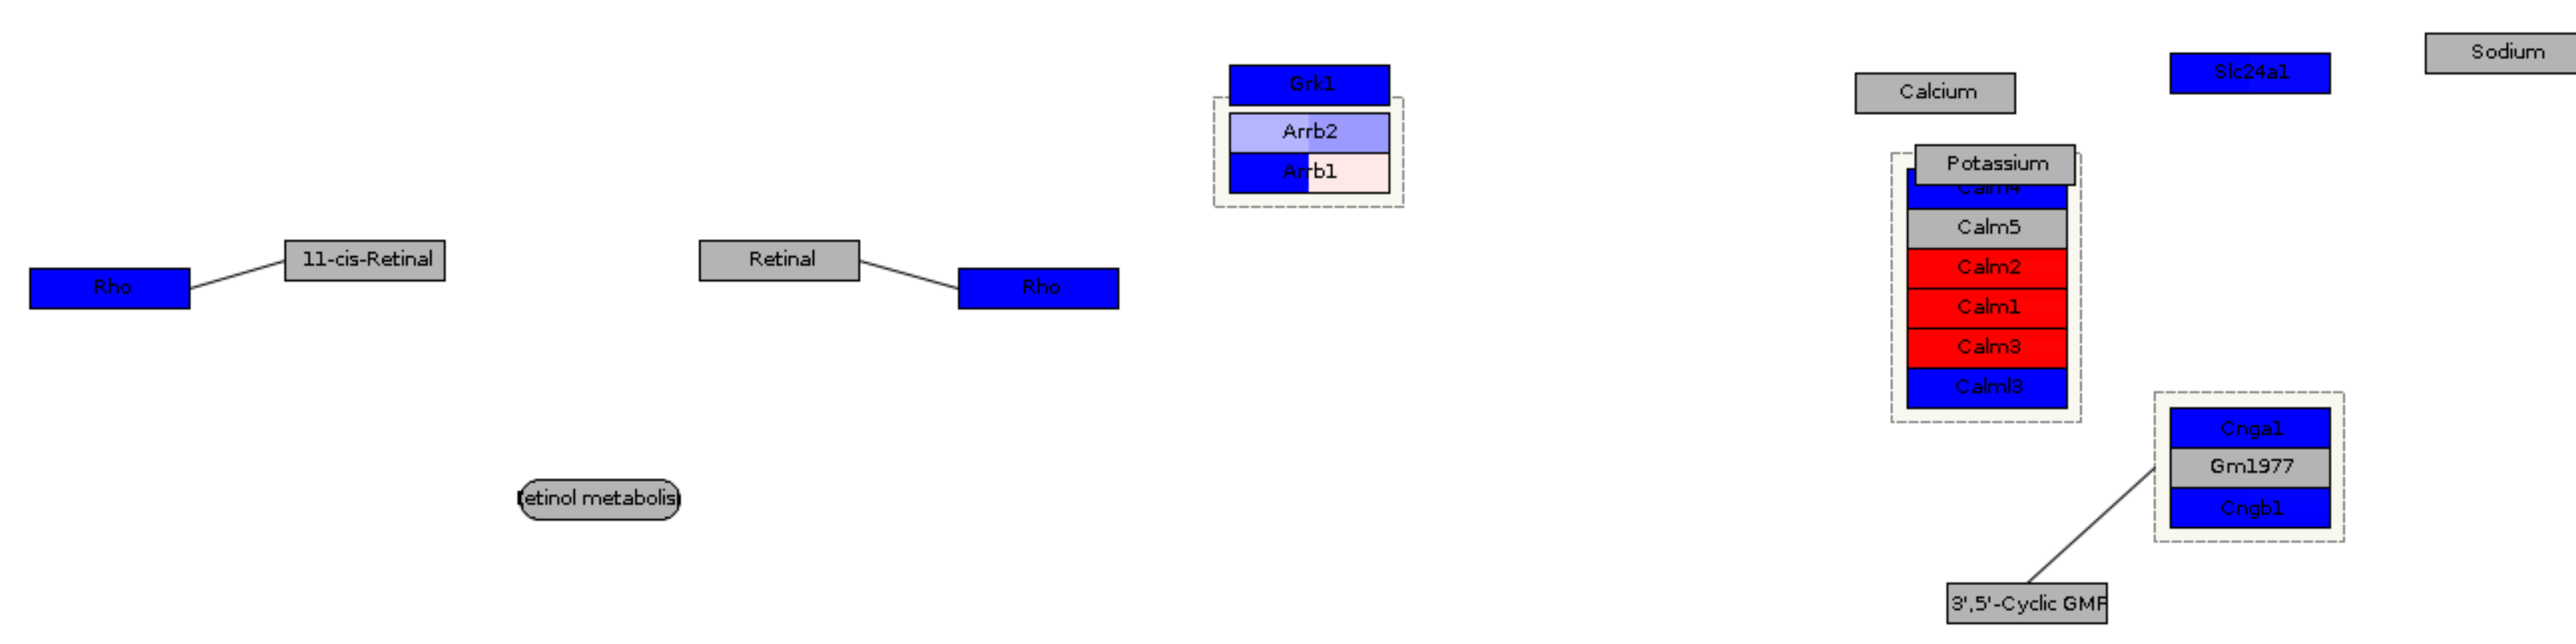 Sodium
Slc24a1
Grk1
Calcium
Arrb2
Potassium
Arrb1
Calm4
Calm5
11-cis-Retinal
Retinal
Calm2
Rho
Rho
Calm1
Calm3
Calml3
Cnga1
Gm1977
etinol metabolis
Cngb1
3',5'-Cyclic GMP